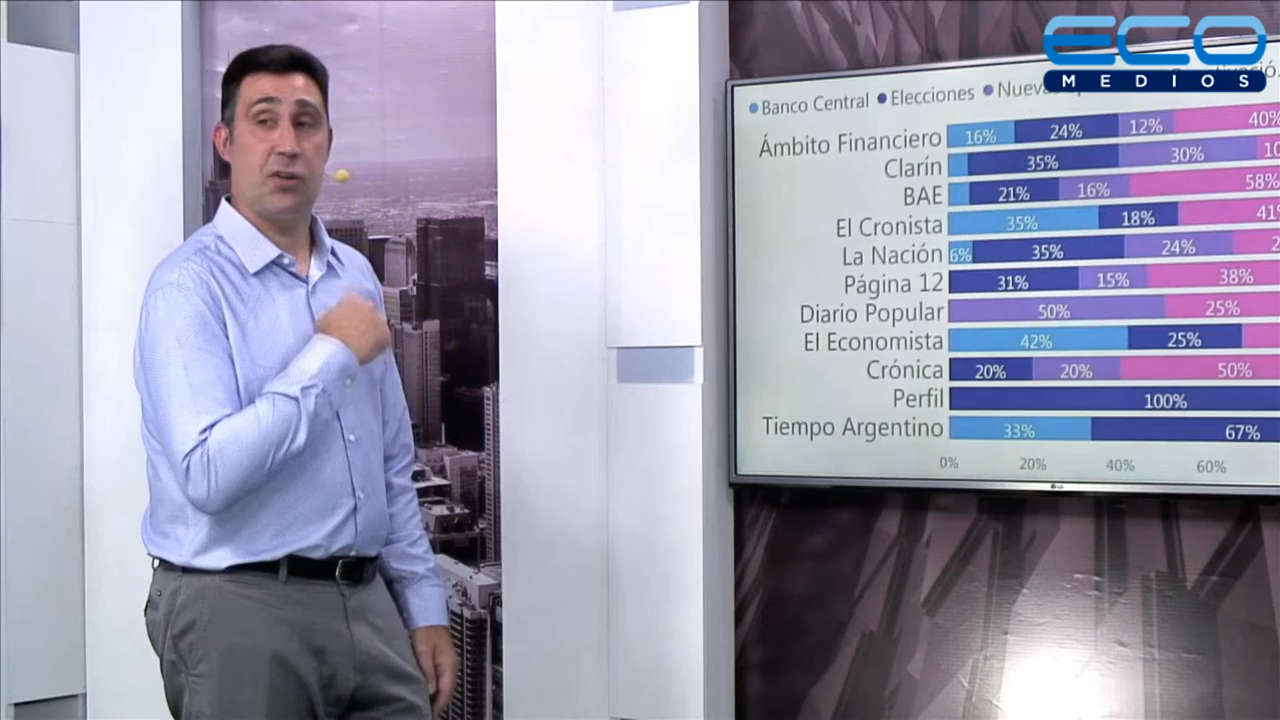 ECO
MEDIOS
Banco Central Elecciones
Ámbito Financiero 16% 24% 12% 40%
Clarín 35% 30%
BAE 21% 16% 58%
El Cronista 35% 18%
La Nación 6% 35% 24%
Página 12 31% 15% 38%
Diario Popular 50% 25%
El Economista 42% 25%
Crónica 20% 20% 50%
Perfil 100%
Tiempo Argentino 33% 67%
0% 20% 40% 60%
LG